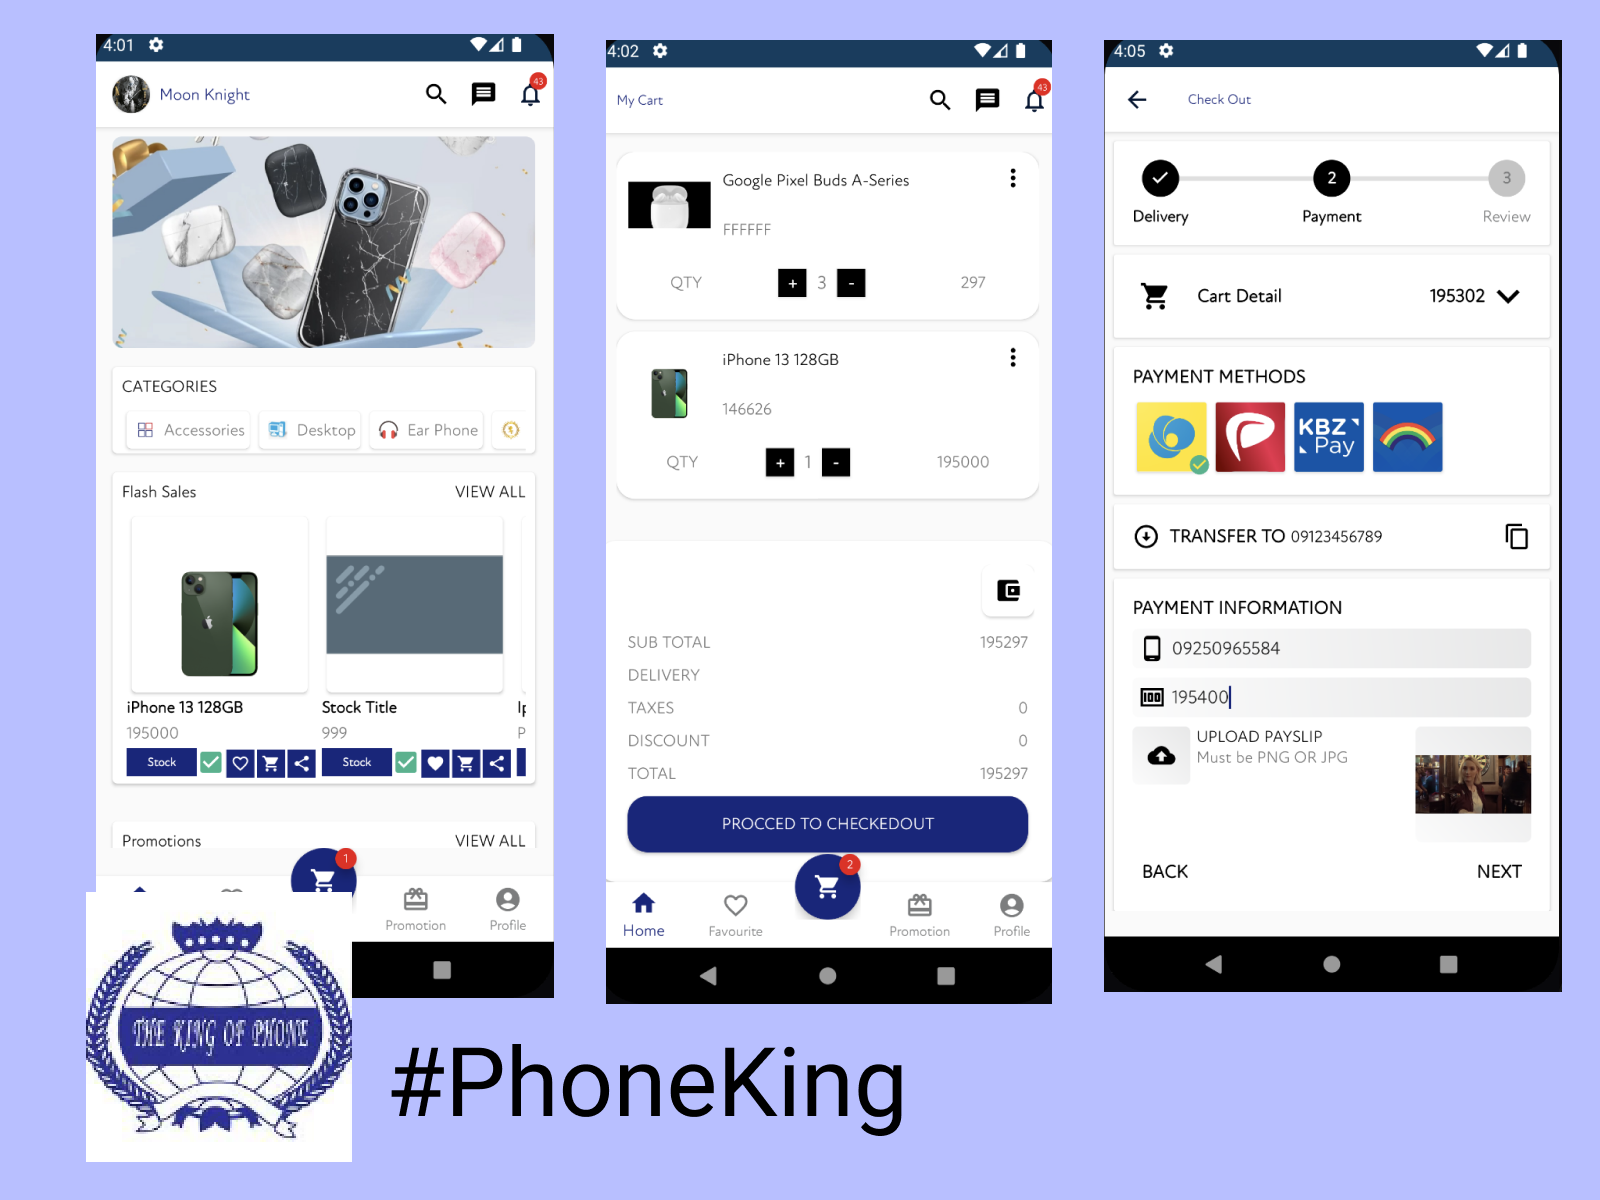 4:01
Moon Knight
43
CATEGORIES
Accessories
Desktop
Ear Phone
Flash Sales
VIEW ALL
iPhone 13 128GB
195000
Stock
Stock Title
999
Stock
Ip
P
Promotions
VIEW ALL
1
Promotion
Profile
4:02
My Cart
43
Google Pixel Buds A-Series
FFFFFF
QTY
+ 3 -
297
iPhone 13 128GB
146626
QTY
+ 1 -
195000
SUB TOTAL 195297
DELIVERY
TAXES 0
DISCOUNT 0
TOTAL 195297
PROCCED TO CHECKEDOUT
2
Home
Favourite
Promotion
Profile
4:05
Check Out
2
3
Delivery
Payment
Review
Cart Detail
195302
PAYMENT METHODS
KBZ
Pay
TRANSFER TO 09123456789
PAYMENT INFORMATION
09250965584
100
195400
UPLOAD PAYSLIP
Must be PNG OR JPG
BACK
NEXT
THE KING OF PHONE
#PhoneKing